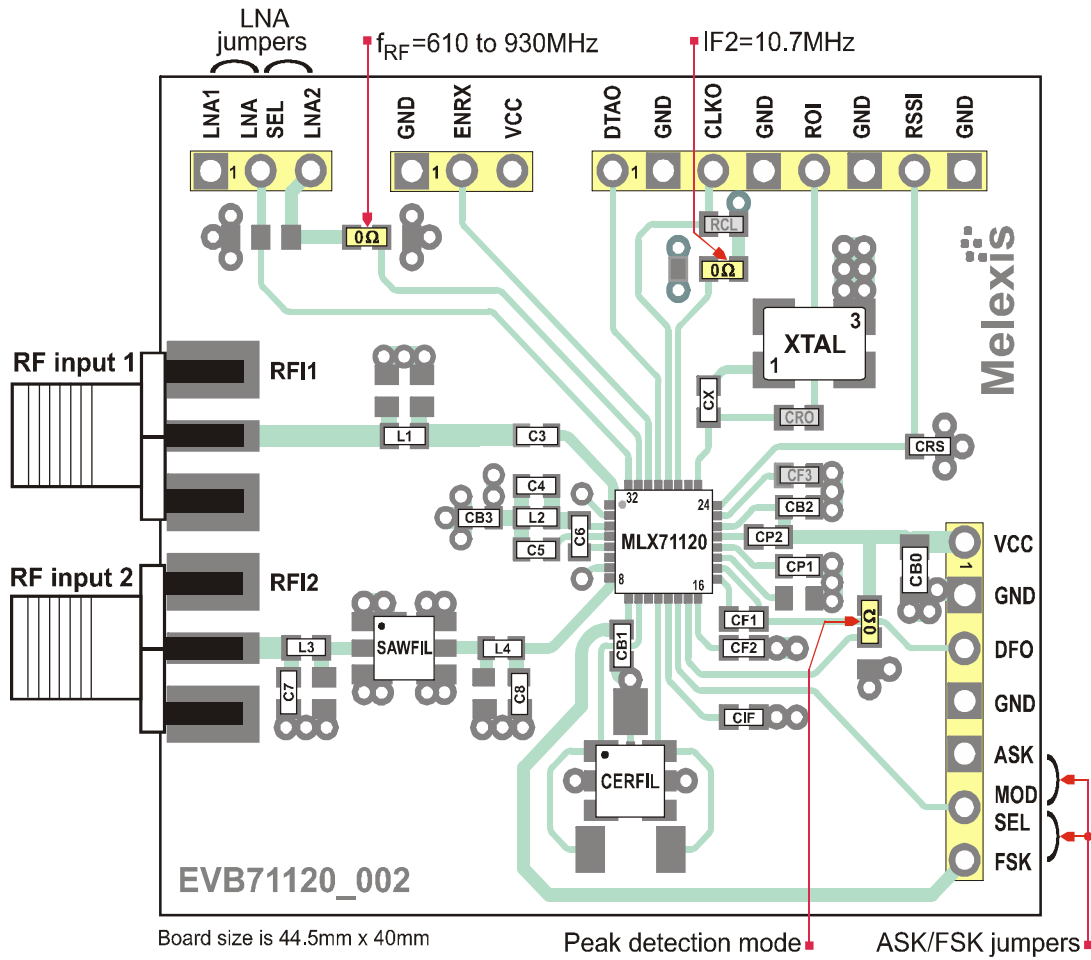 LNA
jumpers
fRF=610 to 930MHz
IF2=10.7MHz
LNA1
LNA
SEL
LNA2
GND
ENRX
VCC
DTAO
GND
CLKO
GND
ROI
GND
RSSI
GND
1
1
1
RCL
0Ω
0Ω
Melexis
3
XTAL
1
RF input 1
RFI1
CX
CRO
L1
C3
CRS
C4
32
24
CF3
CB3
L2
C6
CB2
MLX71120
CP2
VCC
C5
CB0
1
RF input 2
RFI2
8
16
CP1
GND
CF1
0Ω
L3
SAWFIL
L4
CB1
CF2
DFO
C7
C8
GND
CIF
ASK
CERFIL
MOD
SEL
FSK
EVB71120_002
Board size is 44.5mm x 40mm
Peak detection mode
ASK/FSK jumpers